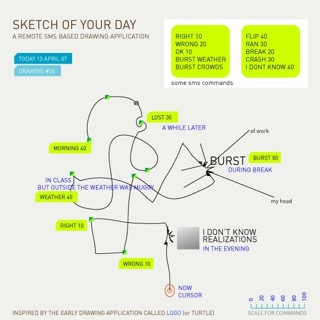 SKETCH OF YOUR DAY
A REMOTE SMS BASED DRAWING APPLICATION
TODAY 13 APRIL 07
DRAWING #26
RIGHT 10
WRONG 20
OK 10
BURST WEATHER
BURST CROWDS
FLIP 40
RAN 30
BREAK 20
CRASH 30
I DONT KNOW 40
some sms commands
LOST 30
A WHILE LATER
of work
MORNING 40
BURST
BURST 80
DURING BREAK
IN CLASS
BUT OUTSIDE THE WEATHER WAS MUGGY
WEATHER 40
my head
RIGHT 10
I DON'T KNOW
REALIZATIONS
IN THE EVENING
WRONG 10
NOW
CURSOR
0 20 40 60 80 100
SCALE FOR COMMANDS
INSPIRED BY THE EARLY DRAWING APPLICATION CALLED LOGO (or TURTLE)